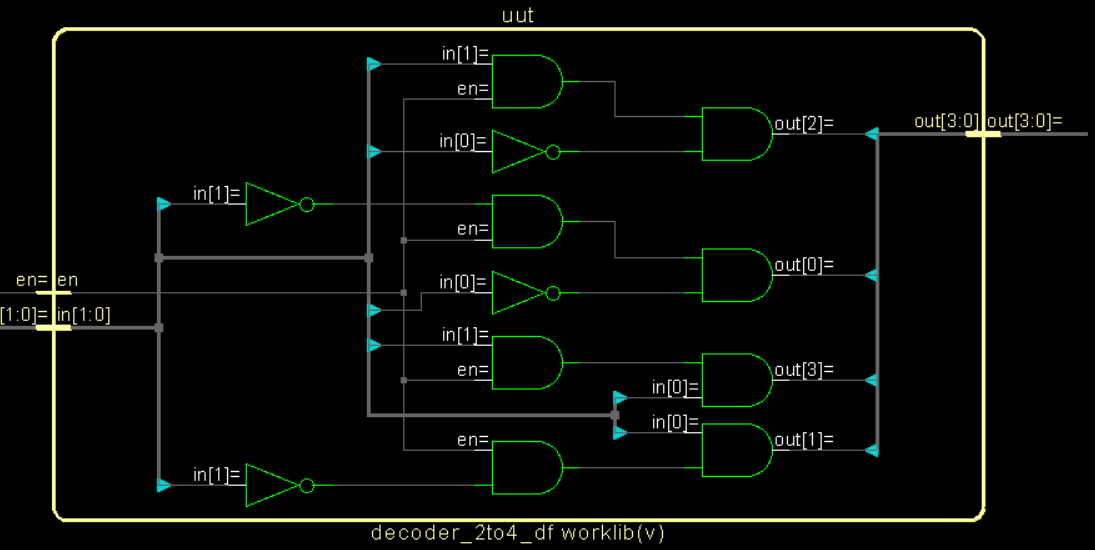 uut
in[1]=
en=
out[2]=
out[3:0] out[3:0]=
in[0]=
in[1]=
en=
out[0]=
en= en
in[0]=
[1:0]= in[1:0]
in[1]=
en=
out[3]=
in[0]=
in[0]=
en=
out[1]=
in[1]=
decoder_2to4_df worklib(v)